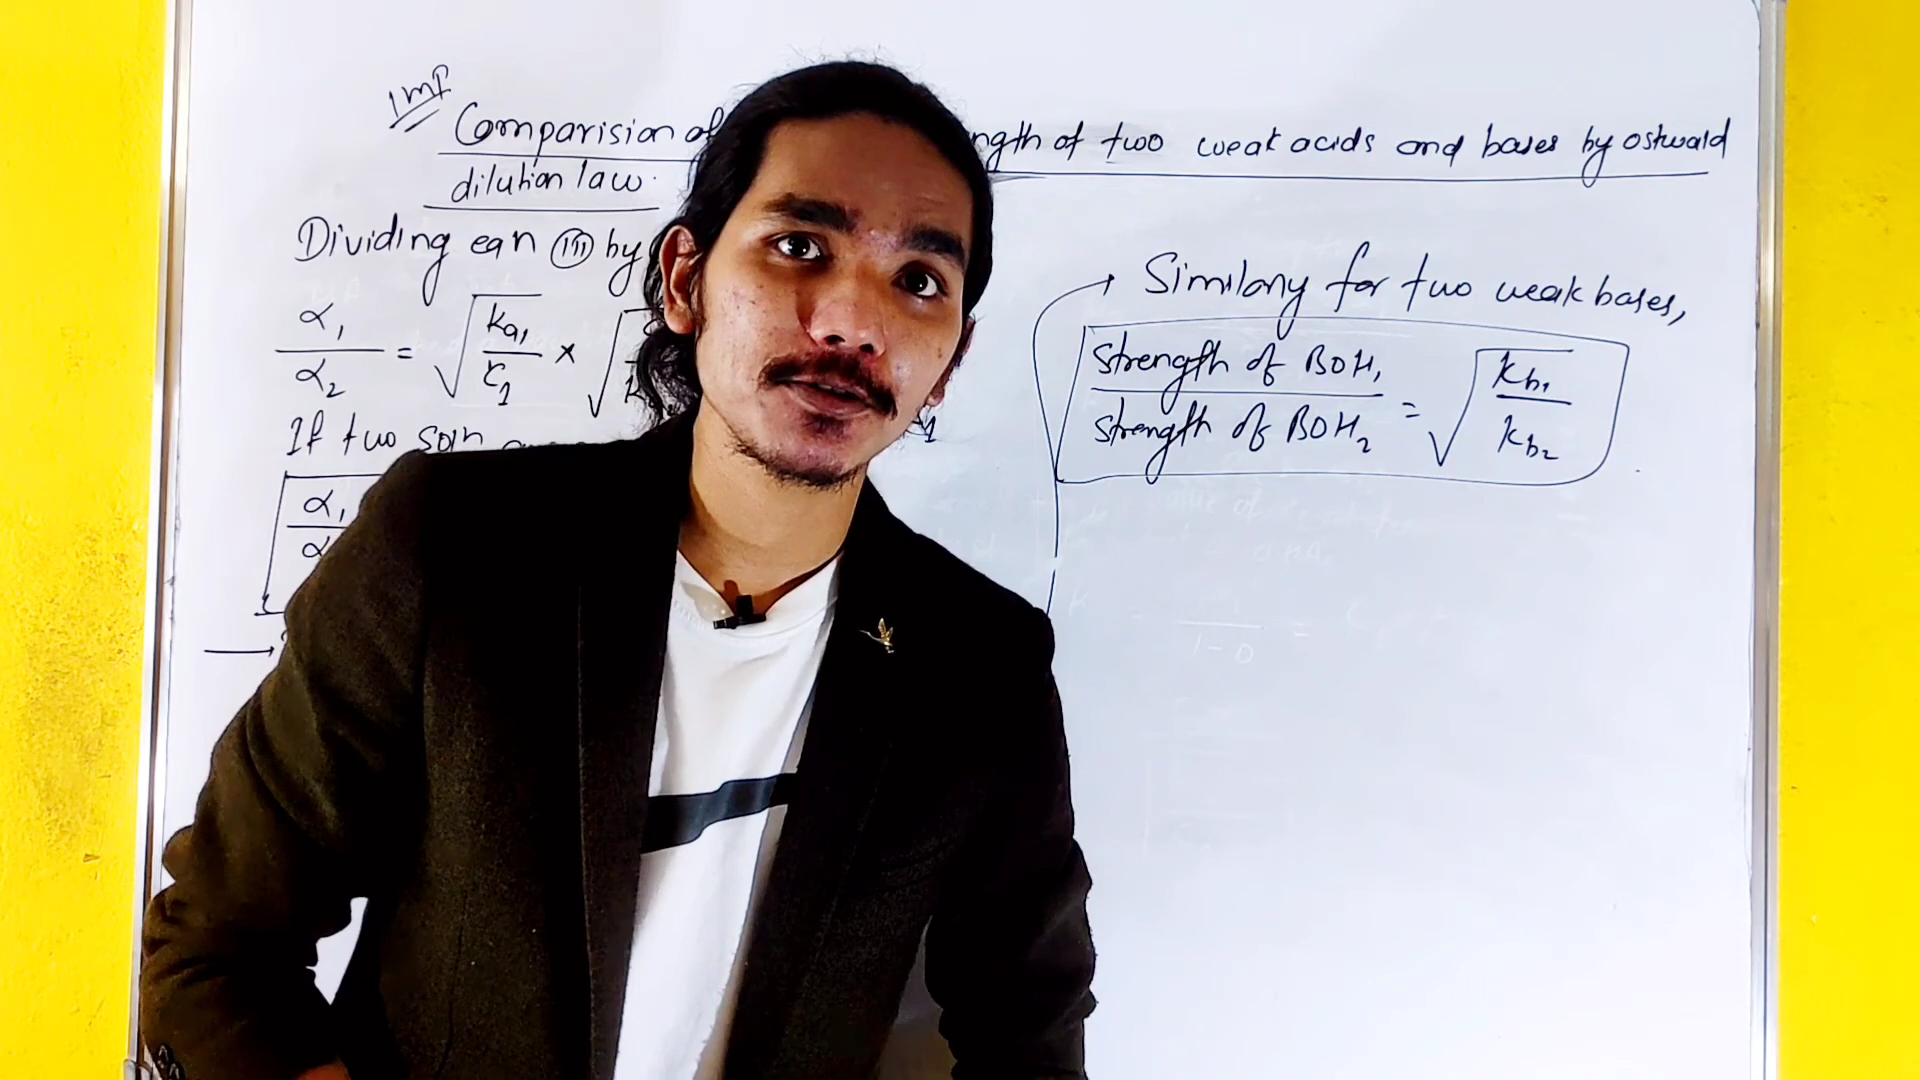 Imp
Comparision of ngth of two weak acids and bases by ostwald
dilution law.
Dividing eqn (iii) by
α₁/α₂ = √(ka₁/C₁) × √
If two soln
α₁
α
→ Similarly for two weak bases,
strength of BOH₁/strength of BOH₂ = √(kb₁/kb₂)